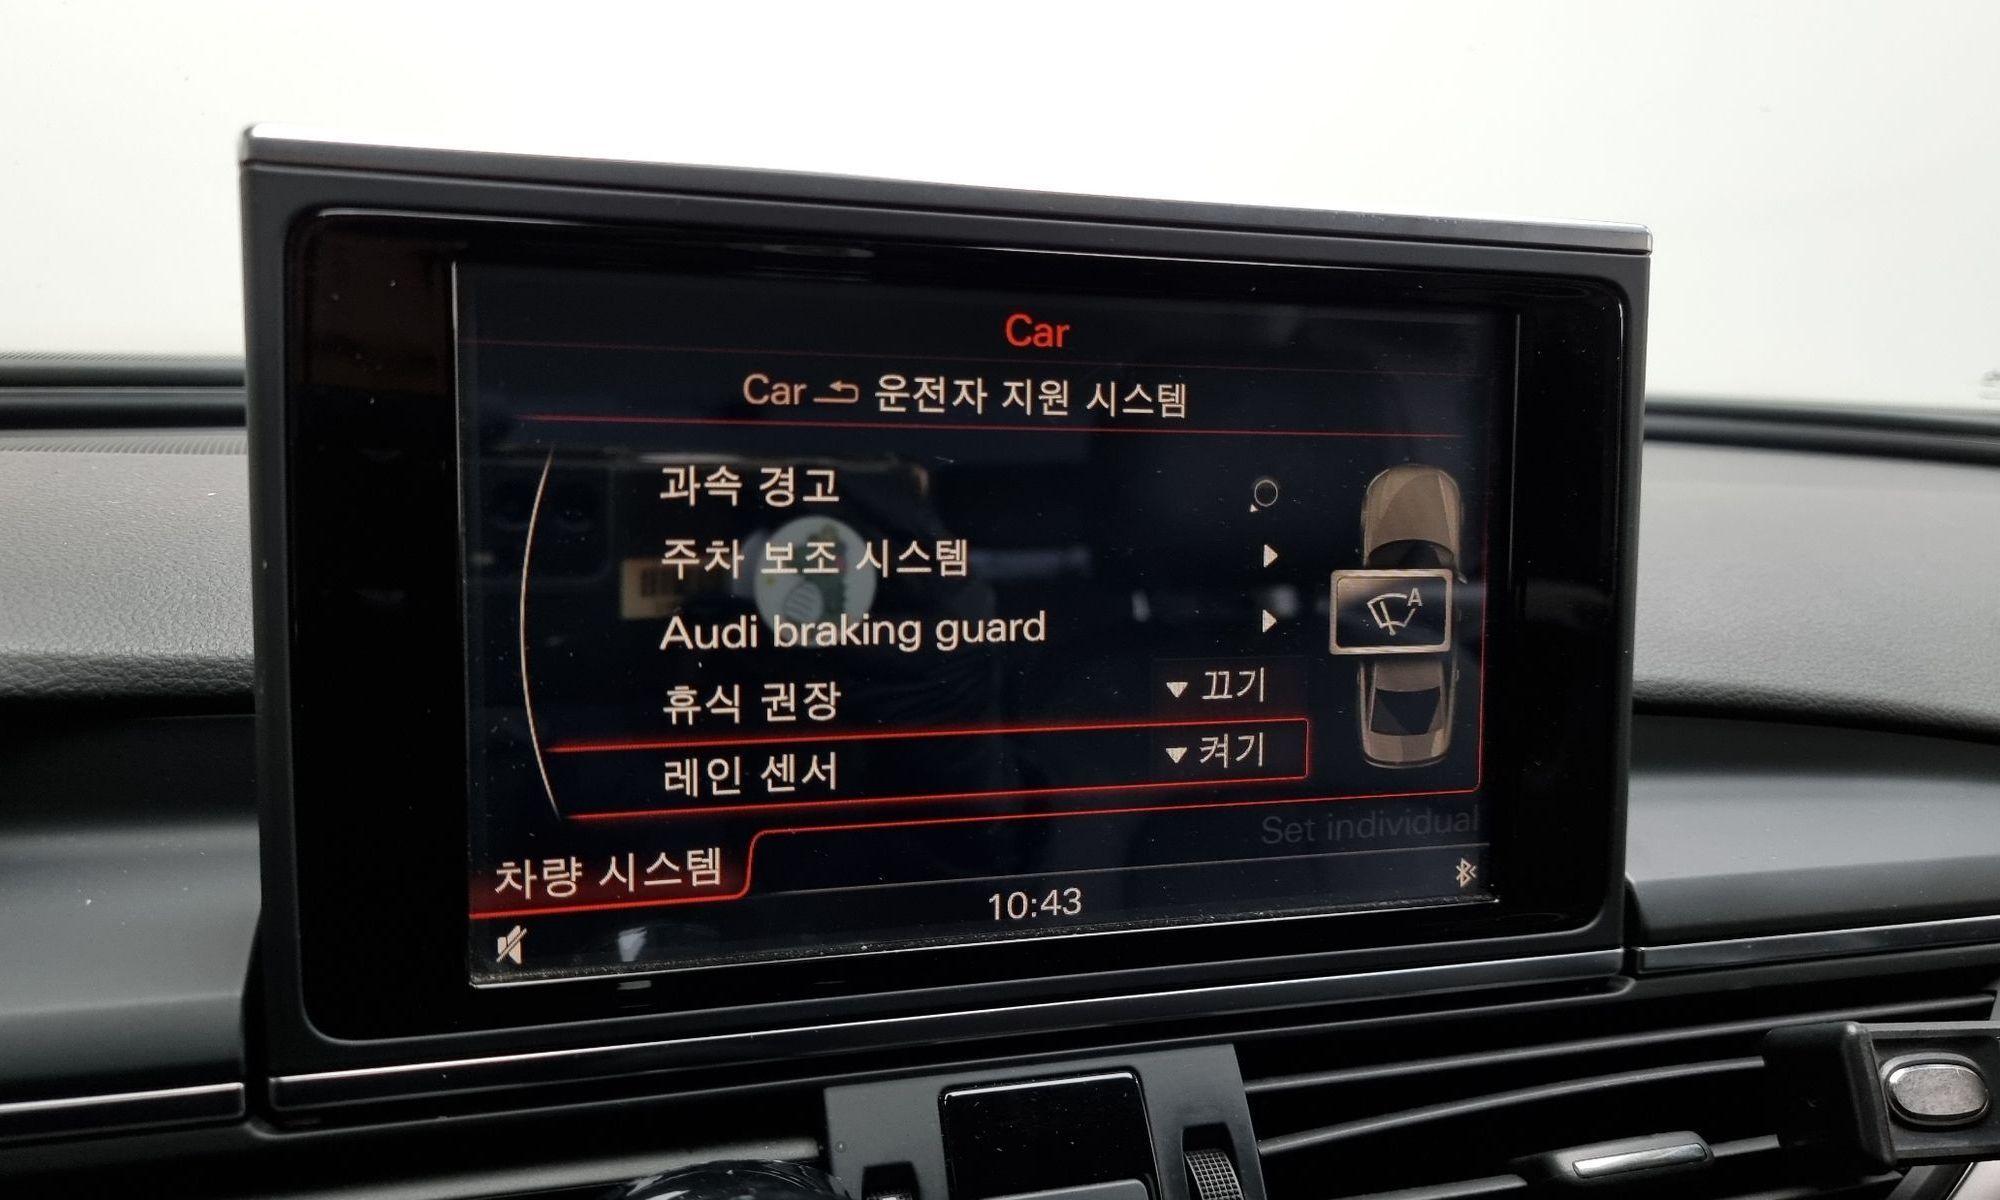 Car
Car 운전자 지원 시스템
과속 경고
주차 보조 시스템
Audi braking guard
휴식 권장 끄기
레인 센서 켜기
A
Set individual
차량 시스템
10:43